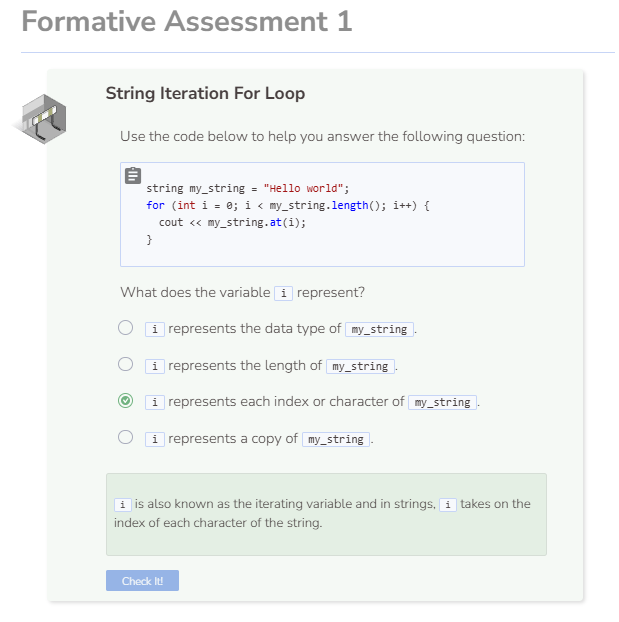 Formative Assessment 1
String Iteration For Loop
Use the code below to help you answer the following question:
string my_string = "Hello world";
for (int i = 0; i < my_string.length(); i++) {
  cout << my_string.at(i);
}
What does the variable i represent?
i represents the data type of my_string.
i represents the length of my_string.
i represents each index or character of my_string.
i represents a copy of my_string.
i is also known as the iterating variable and in strings, i takes on the
index of each character of the string.
Check It!